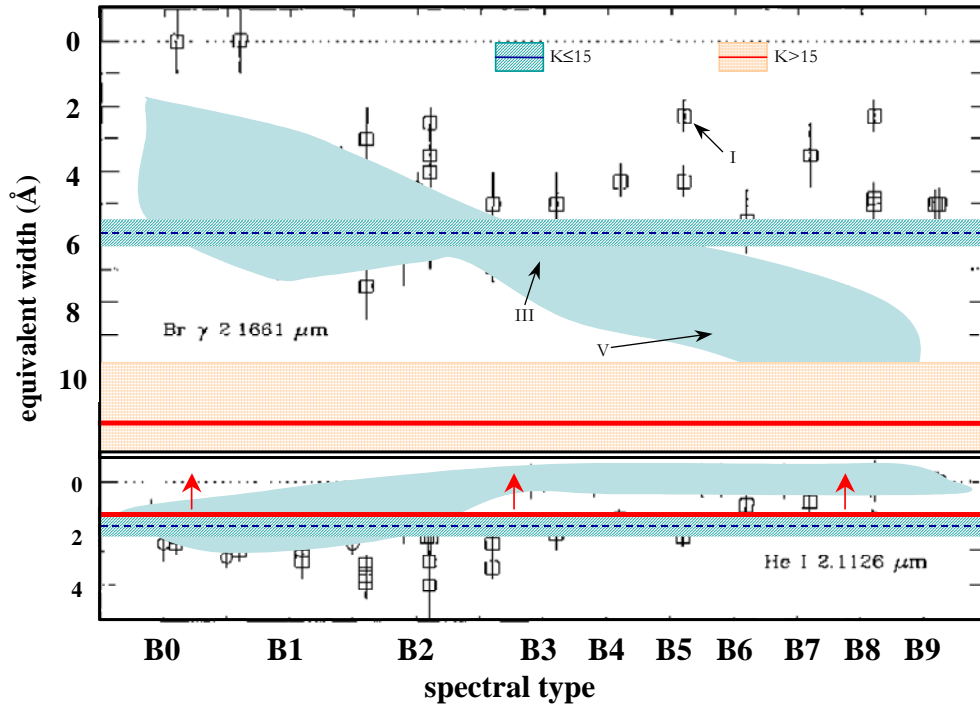 0
2
4
6
8
10
equivalent width (Å)
K≤15
K>15
I
III
V
Br γ 2 1661 μm
0
2
4
He I 2.1126 μm
B0 B1 B2 B3 B4 B5 B6 B7 B8 B9
spectral type